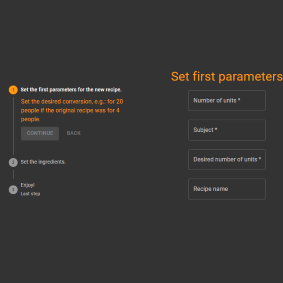 Set first parameters
1 Set the first parameters for the new recipe.
Set the desired conversion, e.g.: for 20
people if the original recipe was for 4
people.
CONTINUE BACK
2 Set the ingredients.
3 Enjoy!
Last step
Number of units *
Subject *
Desired number of units *
Recipe name